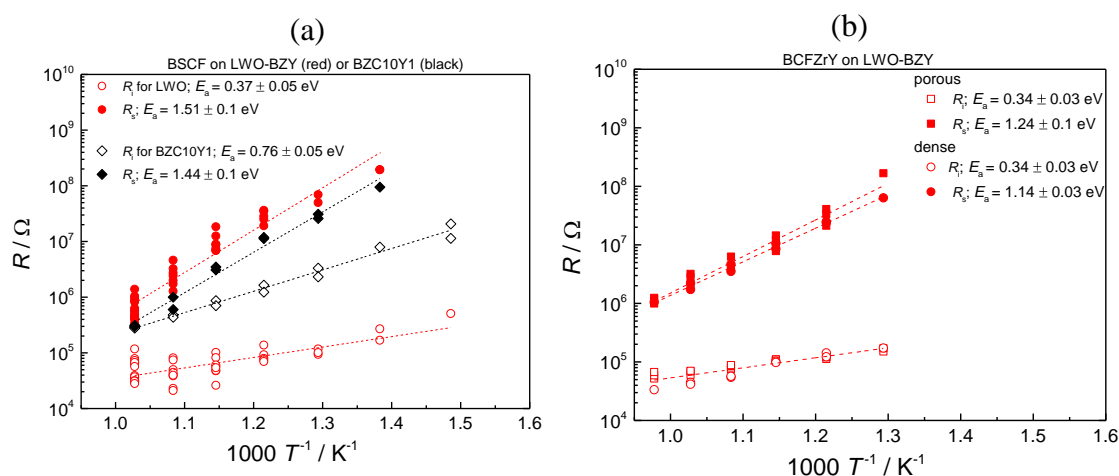 (a)
BSCF on LWO-BZY (red) or BZC10Y1 (black)
R_i for LWO; E_a = 0.37 ± 0.05 eV
R_s; E_a = 1.51 ± 0.1 eV
R_i for BZC10Y1; E_a = 0.76 ± 0.05 eV
R_s; E_a = 1.44 ± 0.1 eV
10^10
10^9
10^8
10^7
10^6
10^5
10^4
R / Ω
1.0 1.1 1.2 1.3 1.4 1.5 1.6
1000 T^-1 / K^-1
(b)
BCFZrY on LWO-BZY
porous
R_i; E_a = 0.34 ± 0.03 eV
R_s; E_a = 1.24 ± 0.1 eV
dense
R_i; E_a = 0.34 ± 0.03 eV
R_s; E_a = 1.14 ± 0.03 eV
10^10
10^9
10^8
10^7
10^6
10^5
10^4
R / Ω
1.0 1.1 1.2 1.3 1.4 1.5 1.6
1000 T^-1 / K^-1